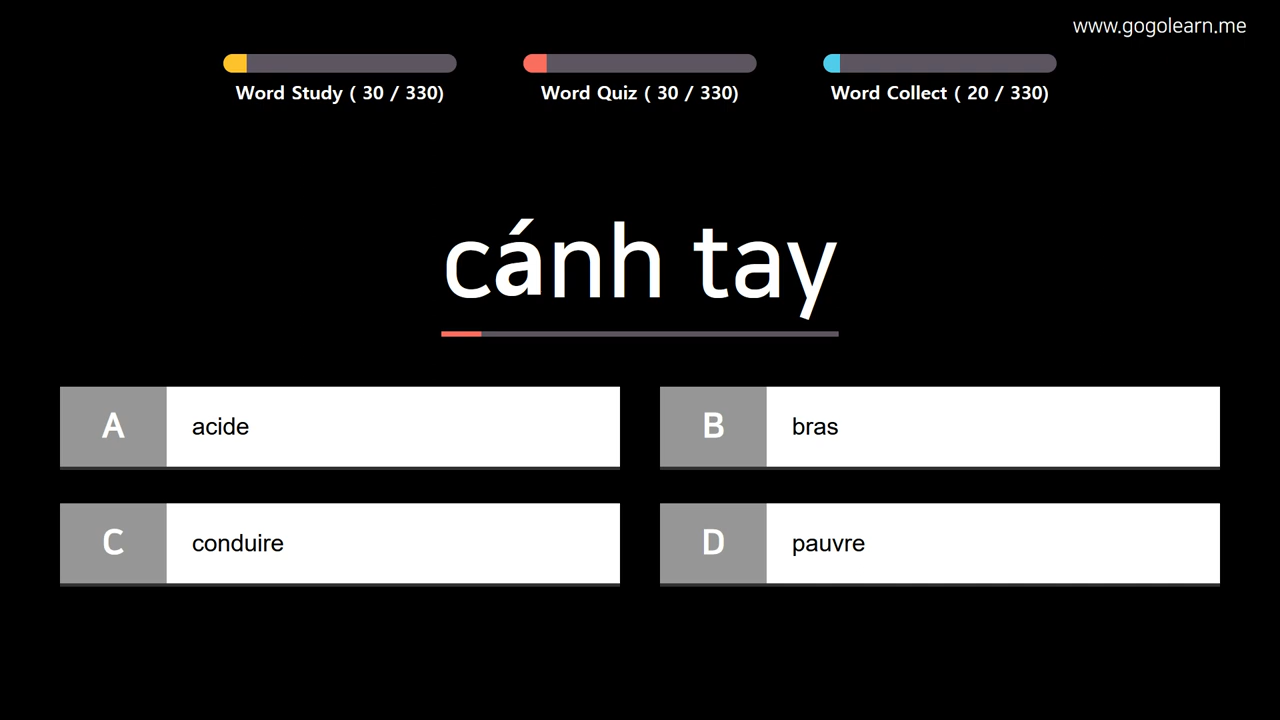 www.gogolearn.me
Word Study ( 30 / 330)
Word Quiz ( 30 / 330)
Word Collect ( 20 / 330)
cánh tay
A acide
B bras
C conduire
D pauvre